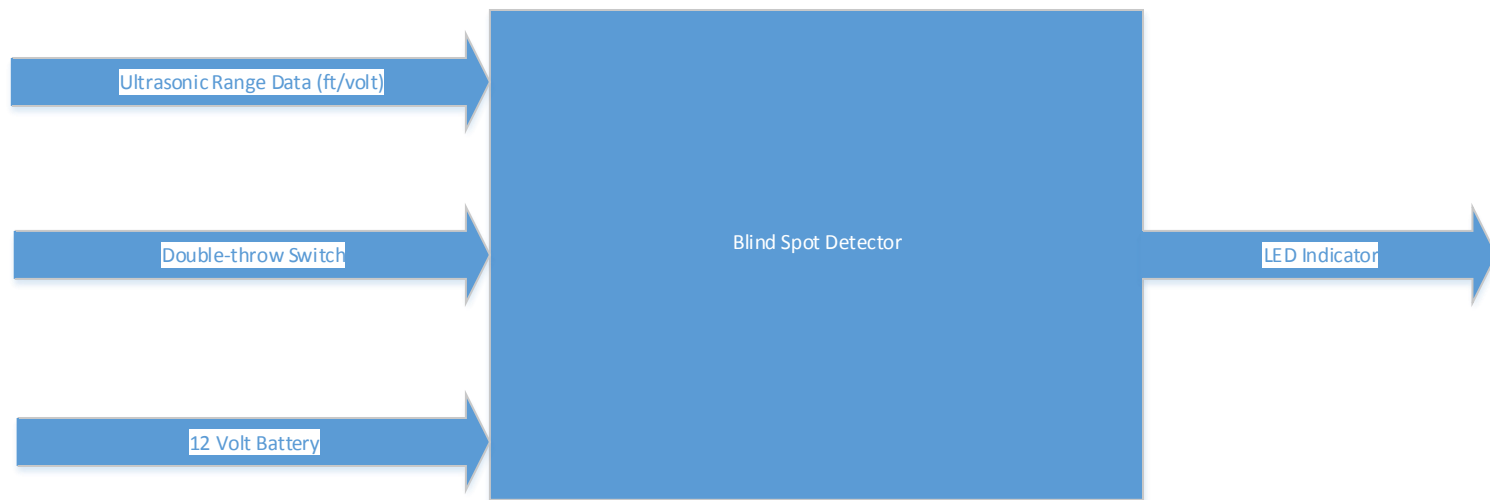 Ultrasonic Range Data (ft/volt)
Double-throw Switch
12 Volt Battery
Blind Spot Detector
LED Indicator